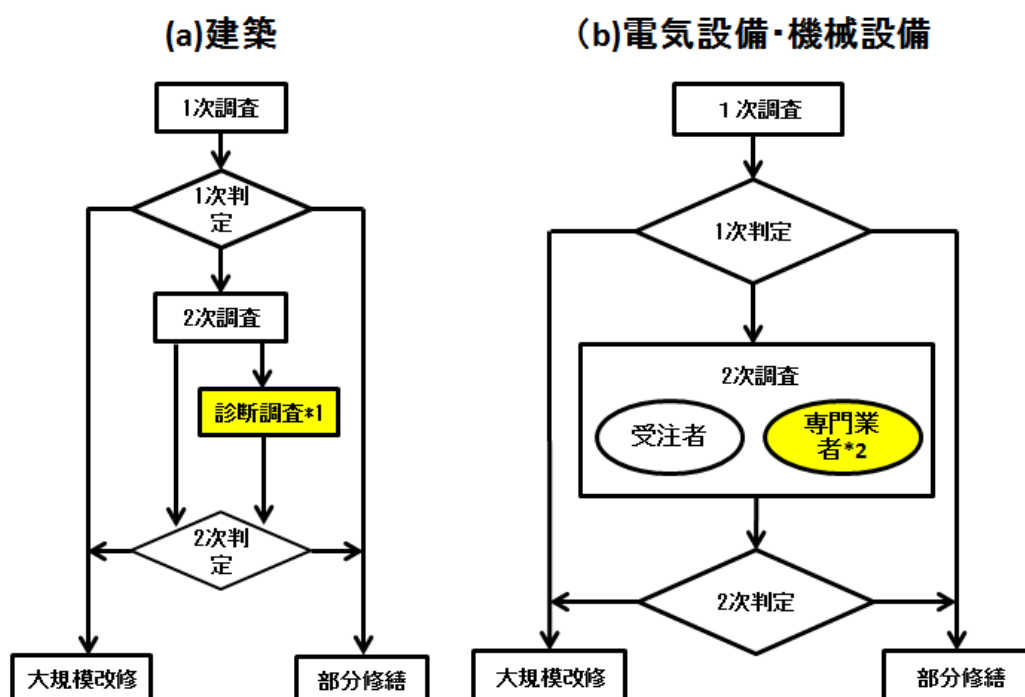 (a)建築
1次調査
1次判
定
2次調査
診断調査*1
2次判
定
大規模改修
部分修繕
(b)電気設備・機械設備
1次調査
1次判定
2次調査
受注者
専門業
者*2
2次判定
大規模改修
部分修繕